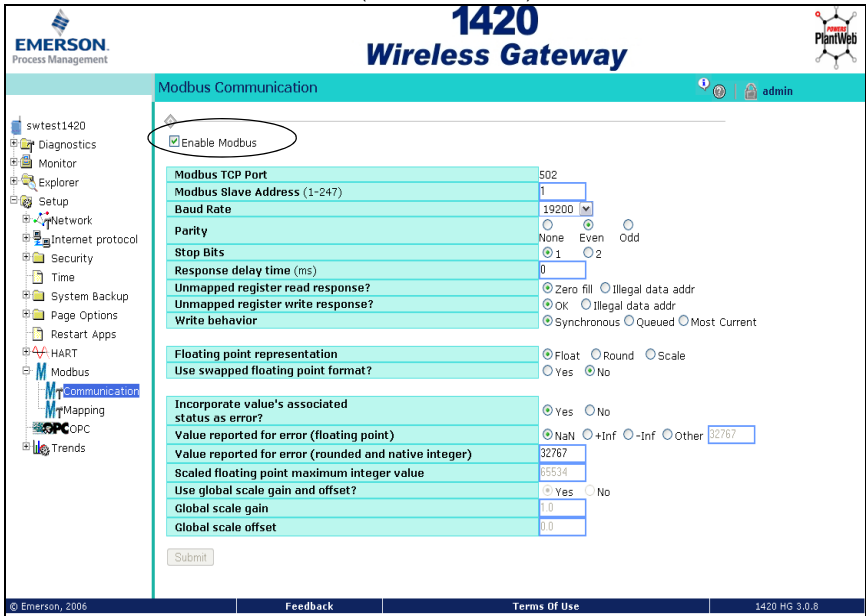 1420
Wireless Gateway
EMERSON.
Process Management
POWERS
PlantWeb
Modbus Communication
admin
swtest1420
Diagnostics
Monitor
Explorer
Setup
Network
Internet protocol
Security
Time
System Backup
Page Options
Restart Apps
HART
Modbus
Communication
Mapping
OPC OPC
Trends
Enable Modbus
Modbus TCP Port 502
Modbus Slave Address (1-247) 1
Baud Rate 19200
Parity None Even Odd
Stop Bits 1 2
Response delay time (ms) 0
Unmapped register read response? Zero fill Illegal data addr
Unmapped register write response? OK Illegal data addr
Write behavior Synchronous Queued Most Current
Floating point representation Float Round Scale
Use swapped floating point format? Yes No
Incorporate value's associated
status as error? Yes No
Value reported for error (floating point) NaN +Inf -Inf Other 32767
Value reported for error (rounded and native integer) 32767
Scaled floating point maximum integer value 65534
Use global scale gain and offset? Yes No
Global scale gain 1.0
Global scale offset 0.0
Submit
© Emerson, 2006 Feedback Terms Of Use 1420 HG 3.0.8